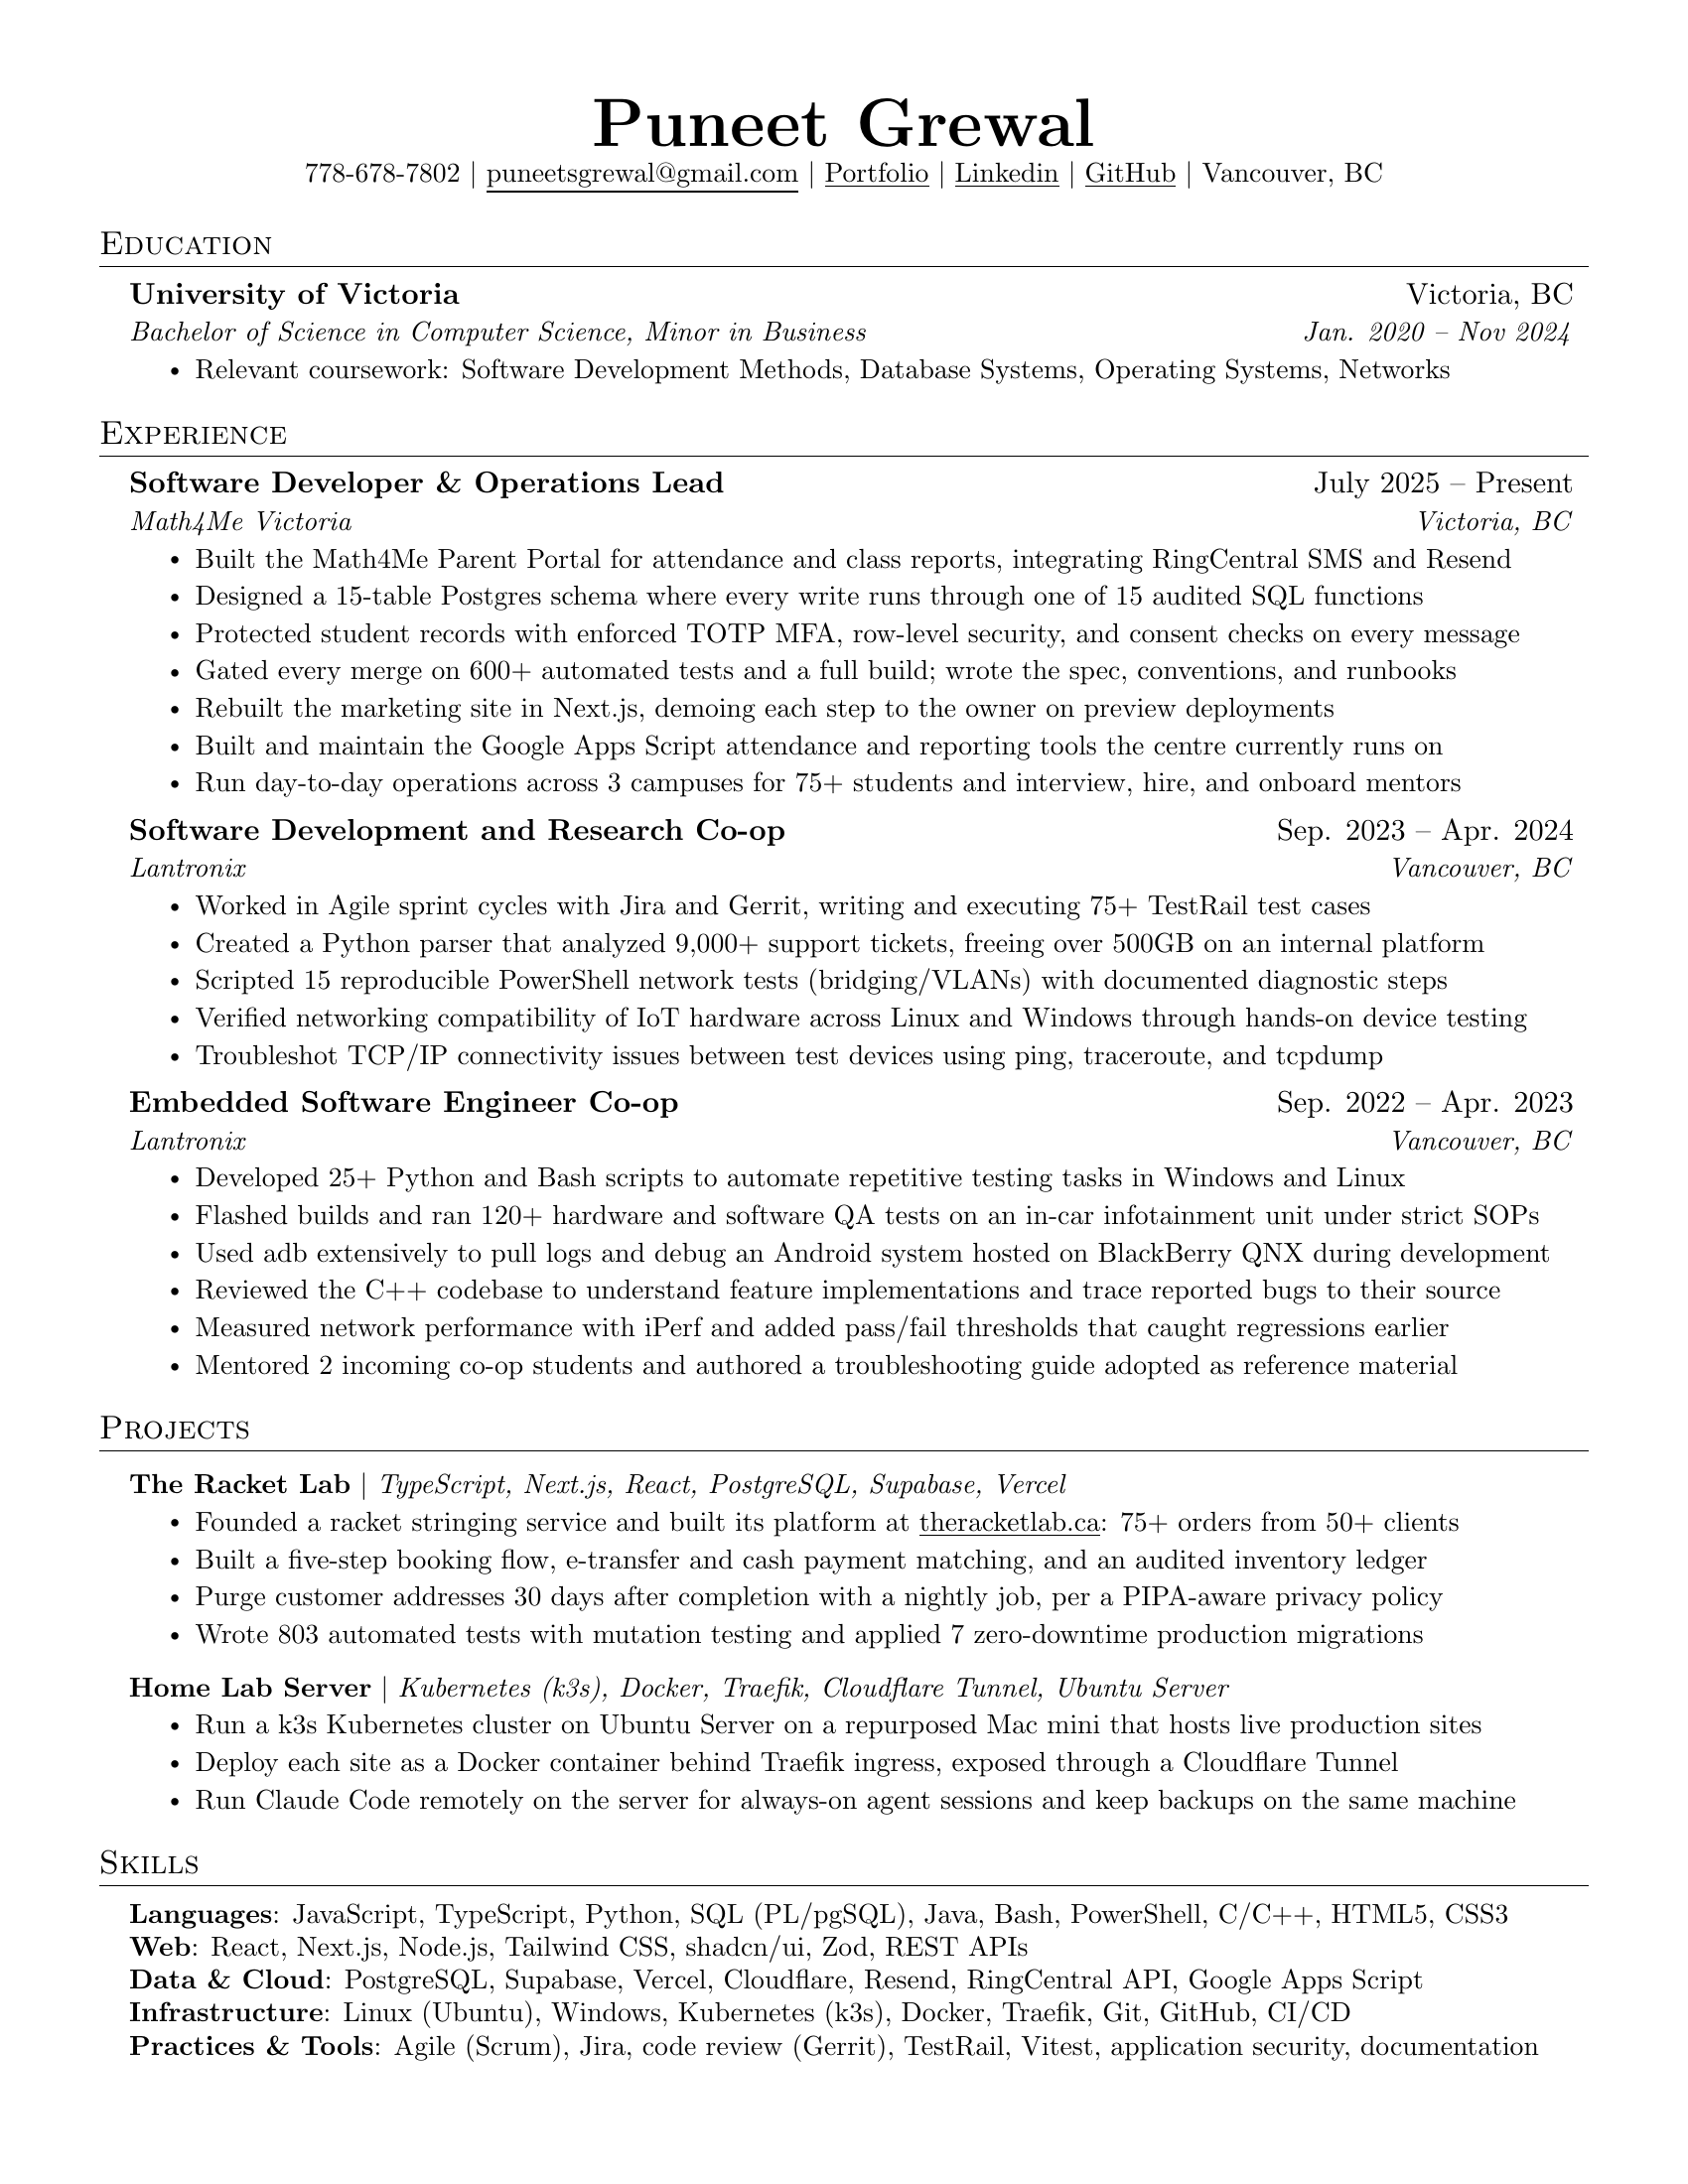 Puneet Grewal
778-678-7802 | puneetsgrewal@gmail.com | Portfolio | Linkedin | GitHub | Vancouver, BC
Education
University of Victoria Victoria, BC
Bachelor of Science in Computer Science, Minor in Business Jan. 2020 – Nov 2024
• Relevant coursework: Software Development Methods, Database Systems, Operating Systems, Networks
Experience
Software Developer & Operations Lead July 2025 – Present
Math4Me Victoria Victoria, BC
• Built the Math4Me Parent Portal for attendance and class reports, integrating RingCentral SMS and Resend
• Designed a 15-table Postgres schema where every write runs through one of 15 audited SQL functions
• Protected student records with enforced TOTP MFA, row-level security, and consent checks on every message
• Gated every merge on 600+ automated tests and a full build; wrote the spec, conventions, and runbooks
• Rebuilt the marketing site in Next.js, demoing each step to the owner on preview deployments
• Built and maintain the Google Apps Script attendance and reporting tools the centre currently runs on
• Run day-to-day operations across 3 campuses for 75+ students and interview, hire, and onboard mentors
Software Development and Research Co-op Sep. 2023 – Apr. 2024
Lantronix Vancouver, BC
• Worked in Agile sprint cycles with Jira and Gerrit, writing and executing 75+ TestRail test cases
• Created a Python parser that analyzed 9,000+ support tickets, freeing over 500GB on an internal platform
• Scripted 15 reproducible PowerShell network tests (bridging/VLANs) with documented diagnostic steps
• Verified networking compatibility of IoT hardware across Linux and Windows through hands-on device testing
• Troubleshot TCP/IP connectivity issues between test devices using ping, traceroute, and tcpdump
Embedded Software Engineer Co-op Sep. 2022 – Apr. 2023
Lantronix Vancouver, BC
• Developed 25+ Python and Bash scripts to automate repetitive testing tasks in Windows and Linux
• Flashed builds and ran 120+ hardware and software QA tests on an in-car infotainment unit under strict SOPs
• Used adb extensively to pull logs and debug an Android system hosted on BlackBerry QNX during development
• Reviewed the C++ codebase to understand feature implementations and trace reported bugs to their source
• Measured network performance with iPerf and added pass/fail thresholds that caught regressions earlier
• Mentored 2 incoming co-op students and authored a troubleshooting guide adopted as reference material
Projects
The Racket Lab | TypeScript, Next.js, React, PostgreSQL, Supabase, Vercel
• Founded a racket stringing service and built its platform at theracketlab.ca: 75+ orders from 50+ clients
• Built a five-step booking flow, e-transfer and cash payment matching, and an audited inventory ledger
• Purge customer addresses 30 days after completion with a nightly job, per a PIPA-aware privacy policy
• Wrote 803 automated tests with mutation testing and applied 7 zero-downtime production migrations
Home Lab Server | Kubernetes (k3s), Docker, Traefik, Cloudflare Tunnel, Ubuntu Server
• Run a k3s Kubernetes cluster on Ubuntu Server on a repurposed Mac mini that hosts live production sites
• Deploy each site as a Docker container behind Traefik ingress, exposed through a Cloudflare Tunnel
• Run Claude Code remotely on the server for always-on agent sessions and keep backups on the same machine
Skills
Languages: JavaScript, TypeScript, Python, SQL (PL/pgSQL), Java, Bash, PowerShell, C/C++, HTML5, CSS3
Web: React, Next.js, Node.js, Tailwind CSS, shadcn/ui, Zod, REST APIs
Data & Cloud: PostgreSQL, Supabase, Vercel, Cloudflare, Resend, RingCentral API, Google Apps Script
Infrastructure: Linux (Ubuntu), Windows, Kubernetes (k3s), Docker, Traefik, Git, GitHub, CI/CD
Practices & Tools: Agile (Scrum), Jira, code review (Gerrit), TestRail, Vitest, application security, documentation